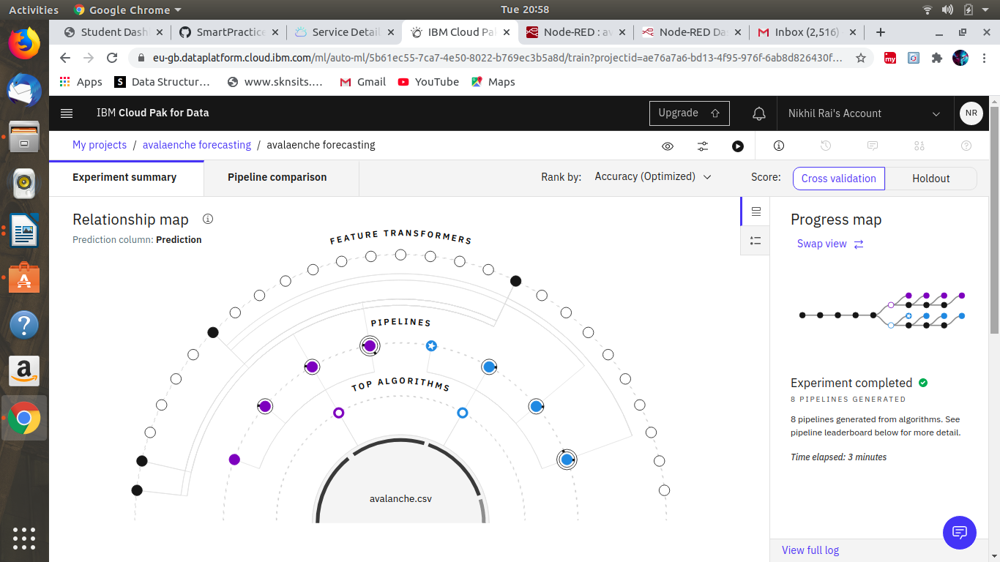 Activities
Google Chrome
Tue 20:58
Student Dash
SmartPractice
Service Detail
IBM Cloud Pa
Node-RED : av
Node-RED Da
Inbox (2,516)
eu-gb.dataplatform.cloud.ibm.com/ml/auto-ml/5b61ec55-7ca7-4e50-8022-b769ec3b5a8d/train?projectid=ae76a7a6-bd13-4f95-976f-6ab8d826430f...
Apps
Data Structur...
www.sknsits....
Gmail
YouTube
Maps
IBM Cloud Pak for Data
Upgrade
Nikhil Rai's Account
NR
My projects / avalaenche forecasting / avalaenche forecasting
Experiment summary
Pipeline comparison
Rank by: Accuracy (Optimized)
Score: Cross validation Holdout
Relationship map
Prediction column: Prediction
FEATURE TRANSFORMERS
PIPELINES
TOP ALGORITHMS
avalanche.csv
Progress map
Swap view
Experiment completed
8 PIPELINES GENERATED
8 pipelines generated from algorithms. See
pipeline leaderboard below for more detail.
Time elapsed: 3 minutes
View full log